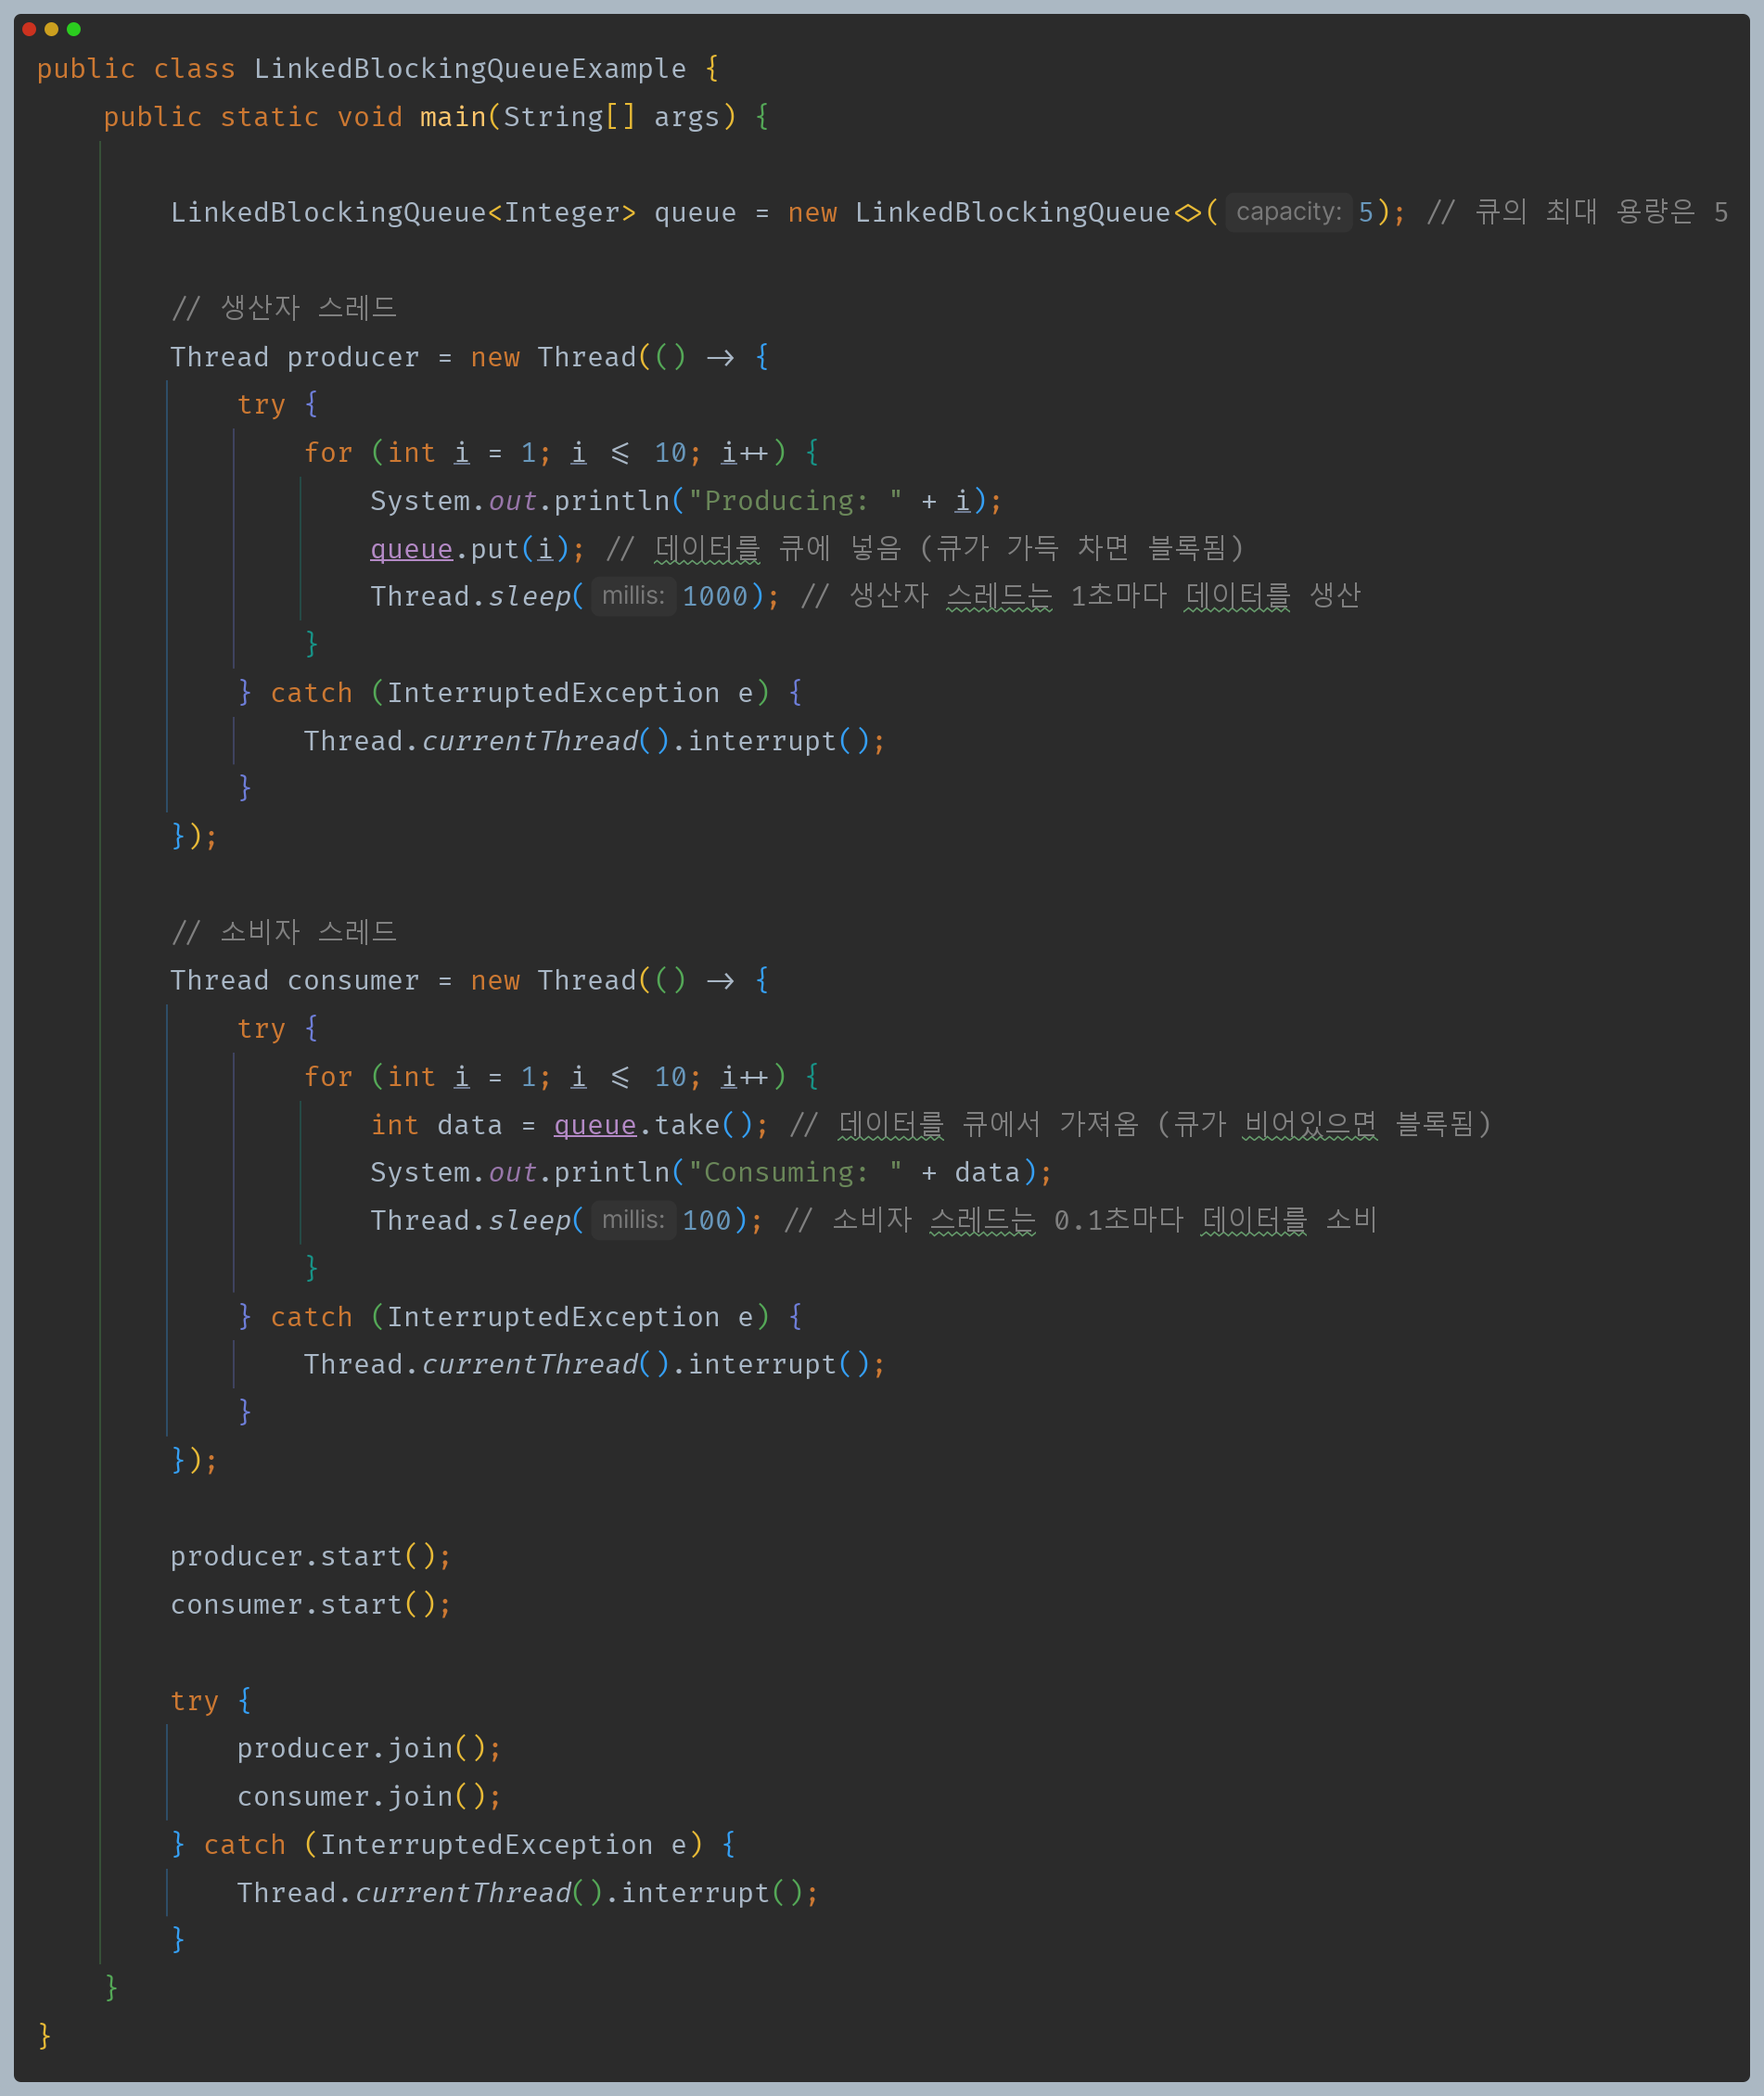 public class LinkedBlockingQueueExample {
public static void main(String[] args) {
LinkedBlockingQueue<Integer> queue = new LinkedBlockingQueue<>( capacity: 5); // 큐의 최대 용량은 5
// 생산자 스레드
Thread producer = new Thread(() -> {
try {
for (int i = 1; i <= 10; i++) {
System.out.println("Producing: " + i);
queue.put(i); // 데이터를 큐에 넣음 (큐가 가득 차면 블록됨)
Thread.sleep( millis: 1000); // 생산자 스레드는 1초마다 데이터를 생산
}
} catch (InterruptedException e) {
Thread.currentThread().interrupt();
}
});
// 소비자 스레드
Thread consumer = new Thread(() -> {
try {
for (int i = 1; i <= 10; i++) {
int data = queue.take(); // 데이터를 큐에서 가져옴 (큐가 비어있으면 블록됨)
System.out.println("Consuming: " + data);
Thread.sleep( millis: 100); // 소비자 스레드는 0.1초마다 데이터를 소비
}
} catch (InterruptedException e) {
Thread.currentThread().interrupt();
}
});
producer.start();
consumer.start();
try {
producer.join();
consumer.join();
} catch (InterruptedException e) {
Thread.currentThread().interrupt();
}
}
}